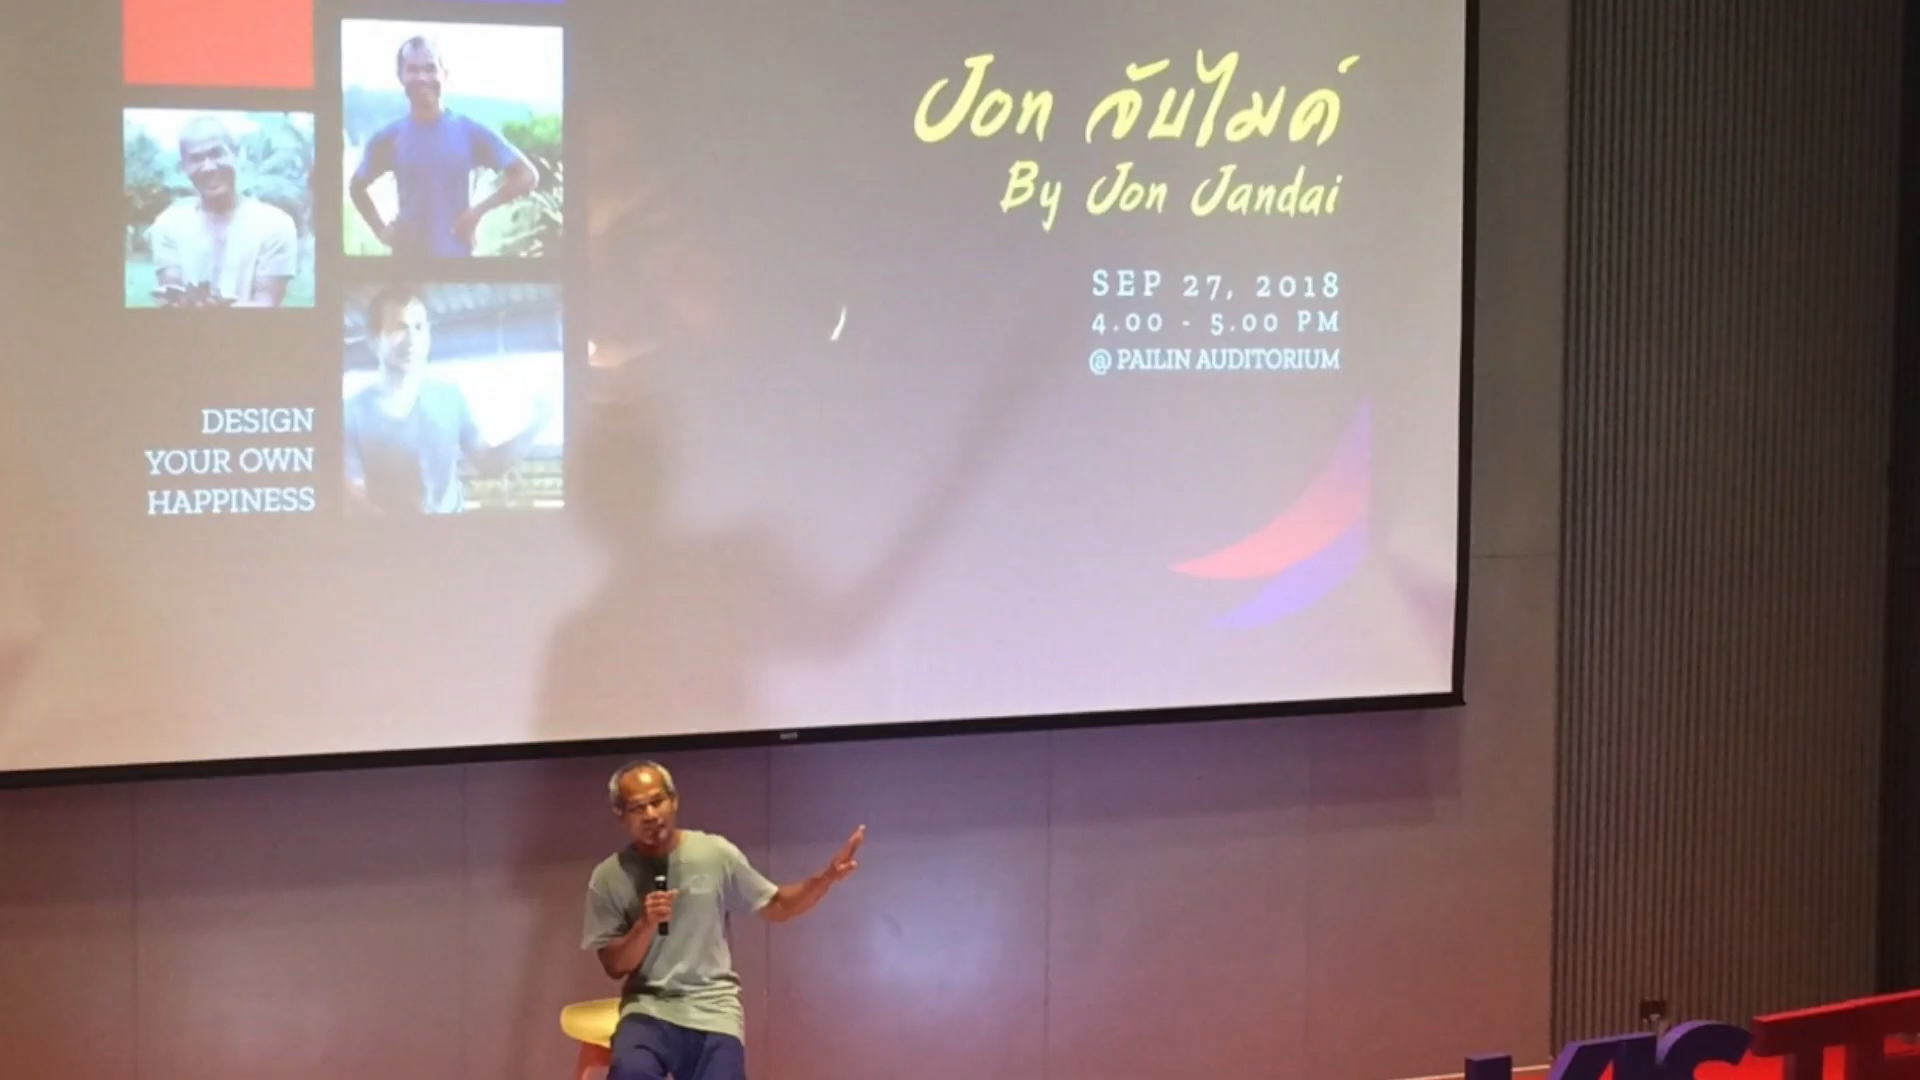 Jon จับไมค์
By Jon Jandai
SEP 27, 2018
4.00 - 5.00 PM
@ PAILIN AUDITORIUM
DESIGN
YOUR OWN
HAPPINESS